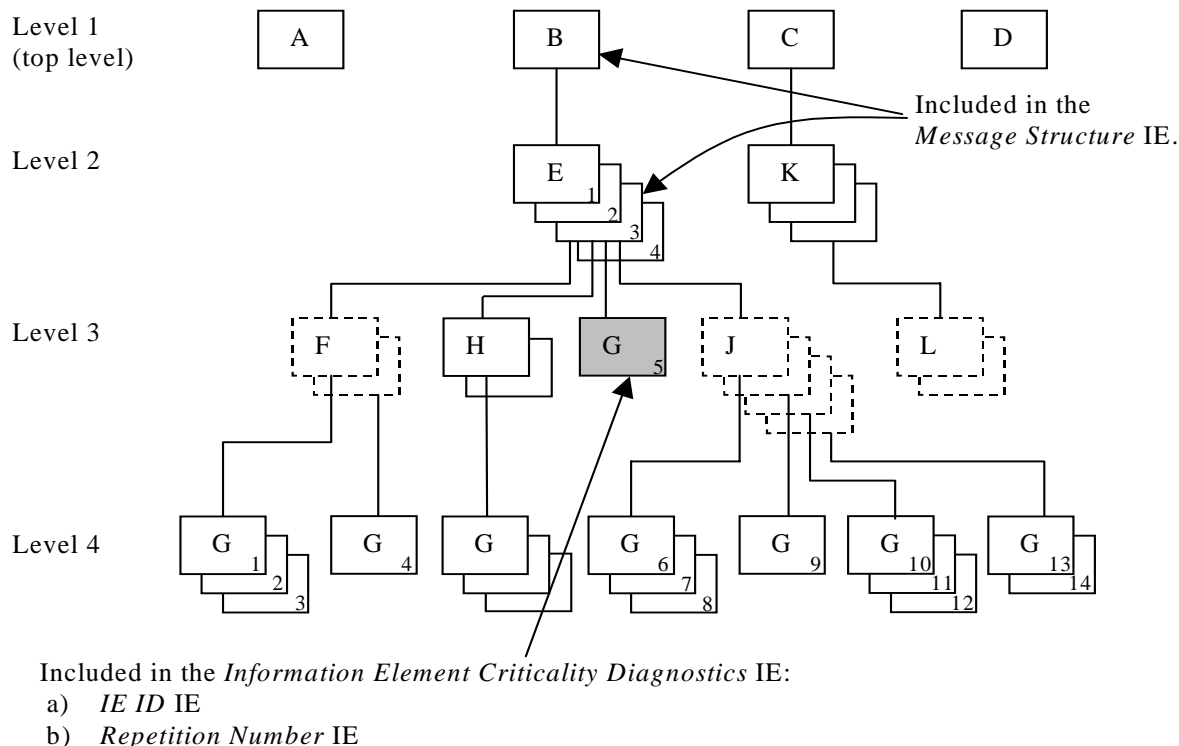 Level 1
(top level)
A B C D
Included in the
Message Structure IE.
Level 2
E 1 2 3 4 K
Level 3
F H G 5 J L
Level 4
G 1 2 3 G 4 G G 6 7 8 G 9 G 10 11 12 G 13 14
Included in the Information Element Criticality Diagnostics IE:
a) IE ID IE
b) Repetition Number IE